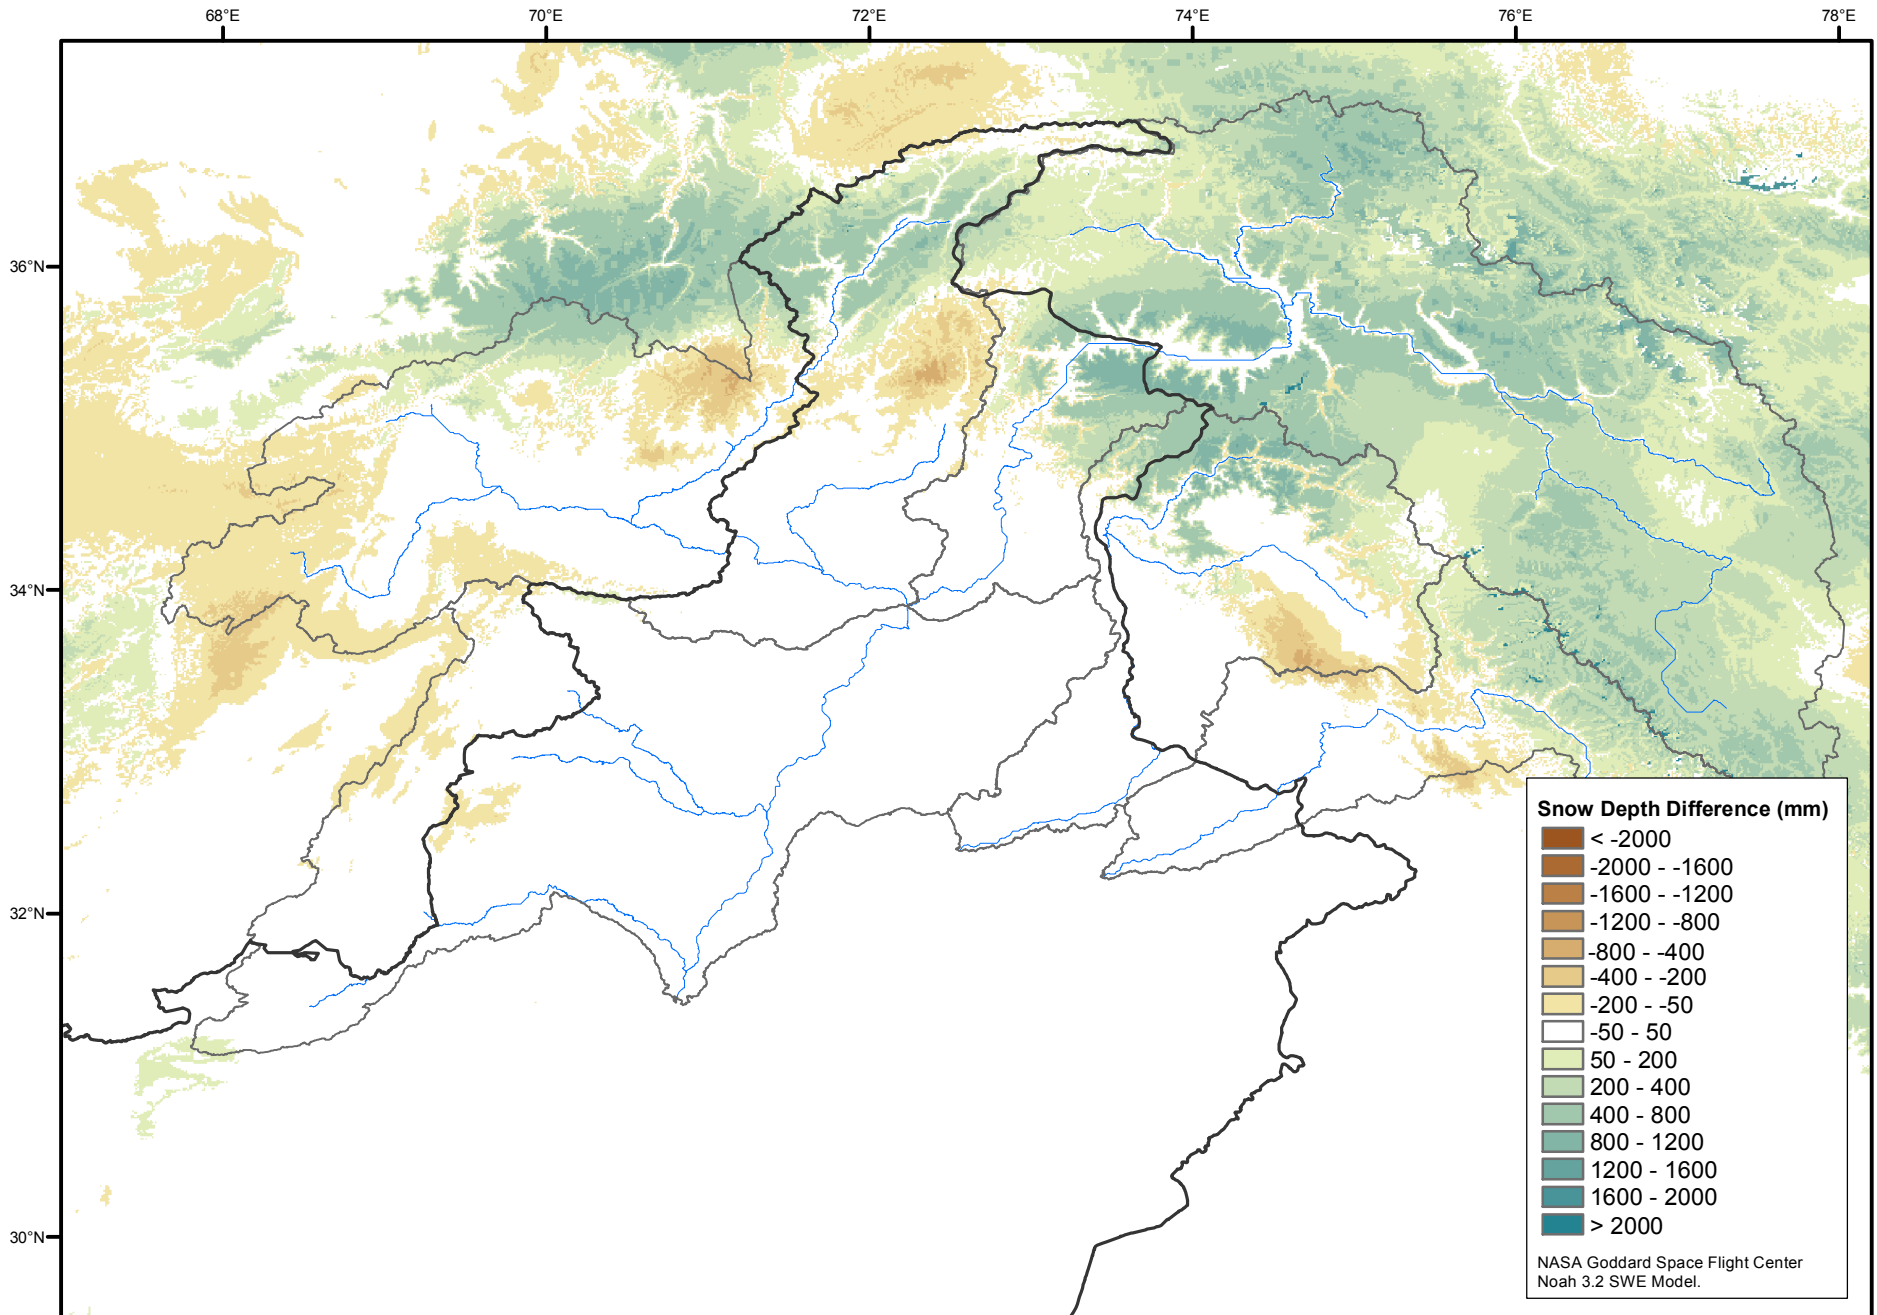 68°E 70°E 72°E 74°E 76°E 78°E
36°N
34°N
32°N
30°N
Snow Depth Difference (mm)
< -2000
-2000 - -1600
-1600 - -1200
-1200 - -800
-800 - -400
-400 - -200
-200 - -50
-50 - 50
50 - 200
200 - 400
400 - 800
800 - 1200
1200 - 1600
1600 - 2000
> 2000
NASA Goddard Space Flight Center
Noah 3.2 SWE Model.